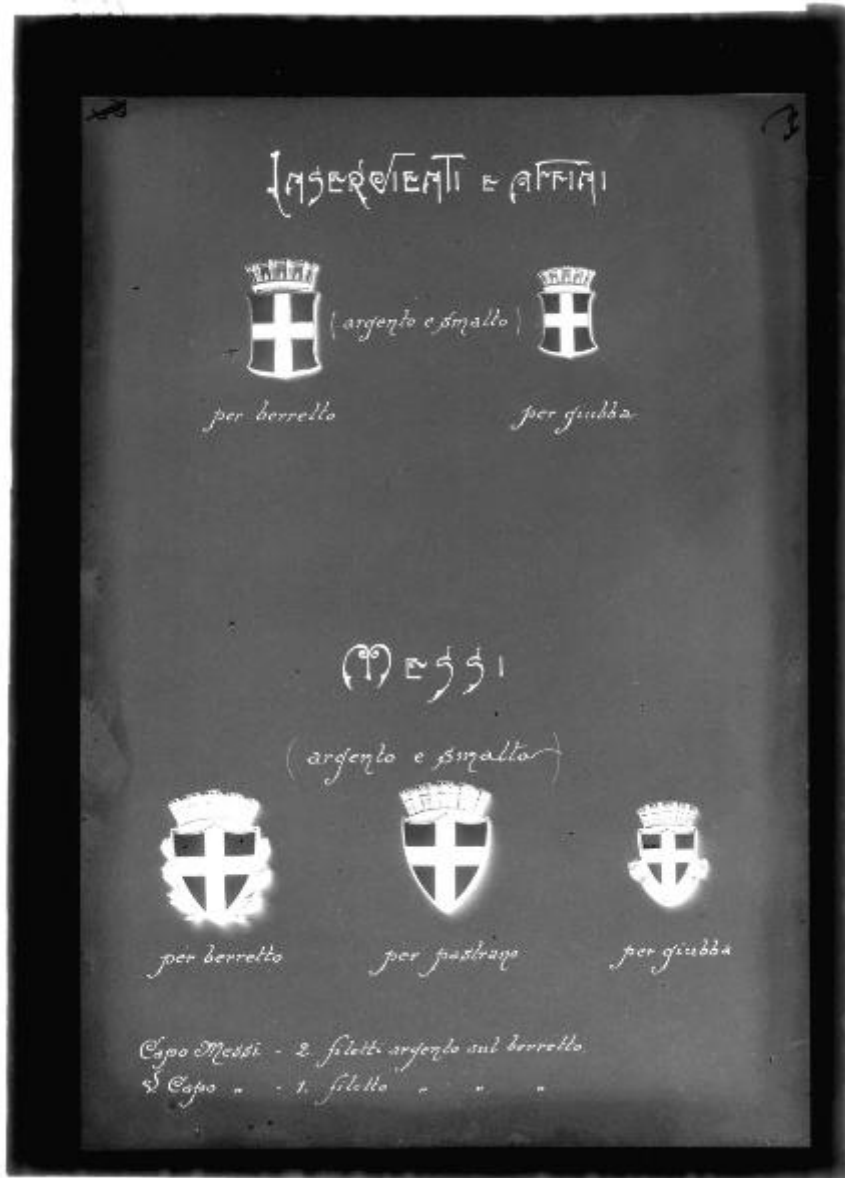 Inservienti e affini
(argento e smalto)
per berretto
per giubba
Messi
(argento e smalto)
per berretto
per pastrano
per giubba
Capo Messi - 2. filetti argento sul berretto
V. Capo „ - 1. filetto „ „ „